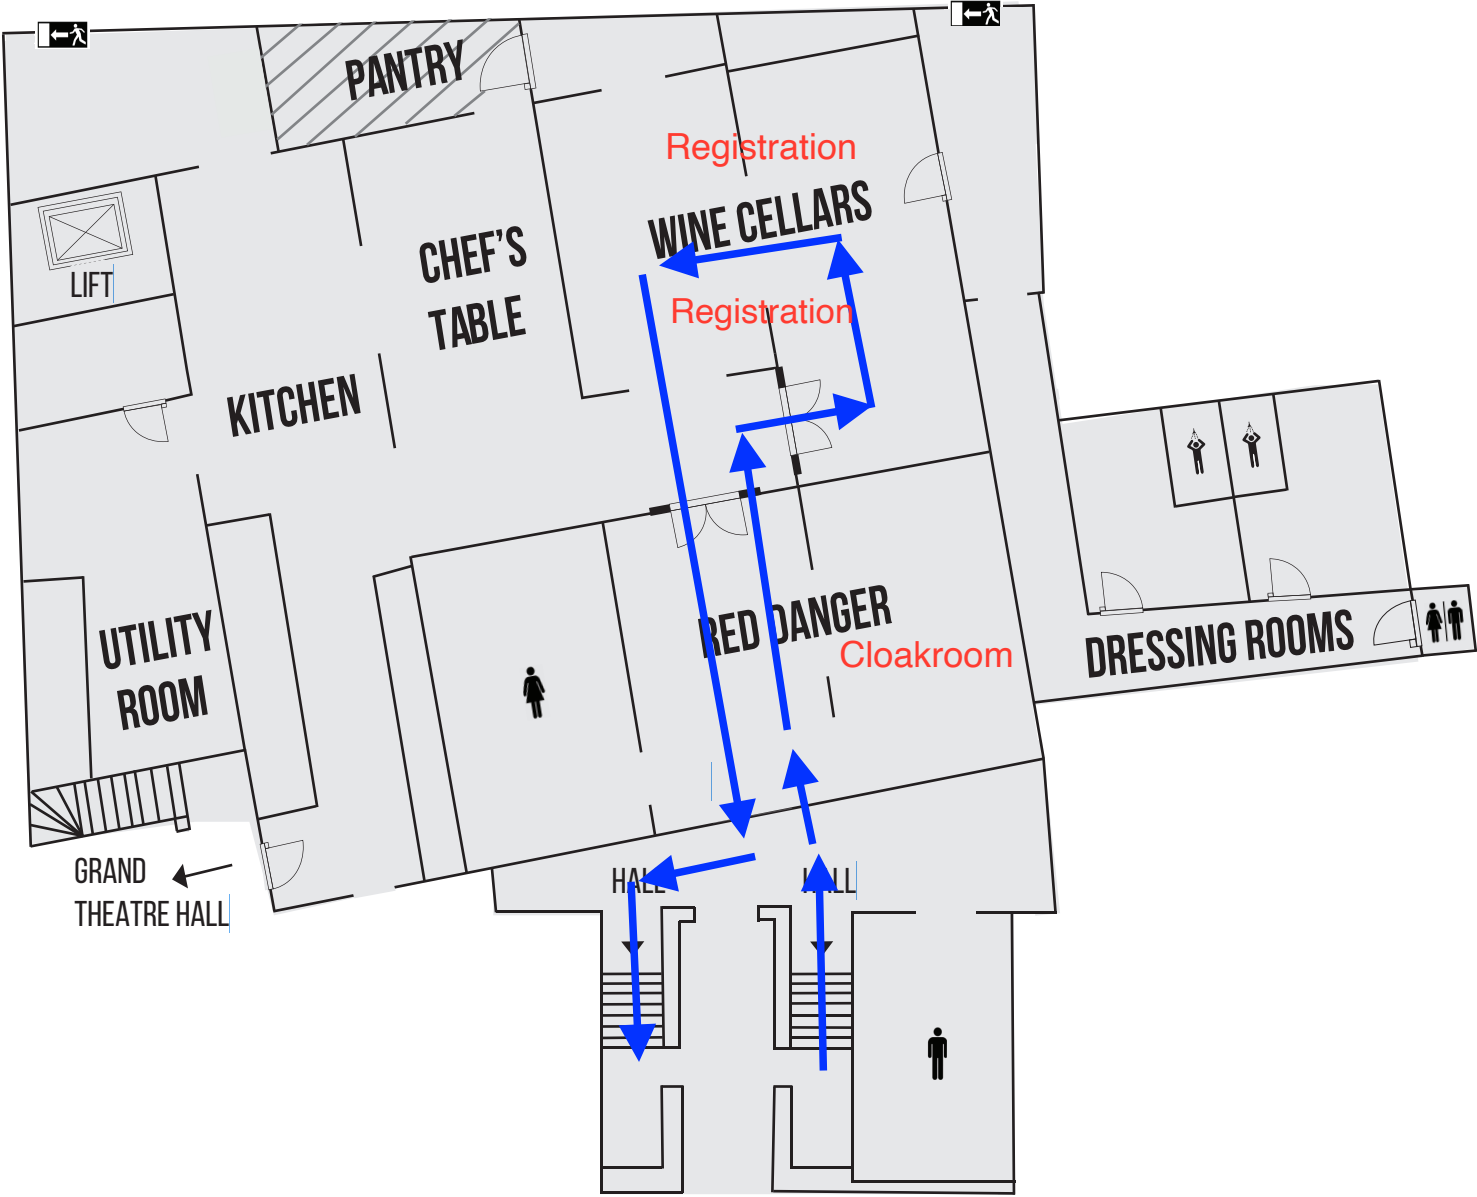 PANTRY
Registration
WINE CELLARS
CHEF'S
TABLE
LIFT
Registration
KITCHEN
UTILITY
ROOM
RED DANGER
Cloakroom
DRESSING ROOMS
GRAND
THEATRE HALL
HALL
HALL